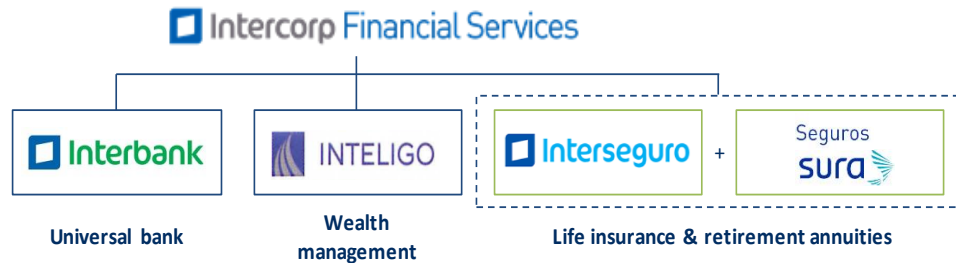 Intercorp Financial Services
Interbank
INTELIGO
Interseguro
+
Seguros
sura
Universal bank
Wealth
management
Life insurance & retirement annuities